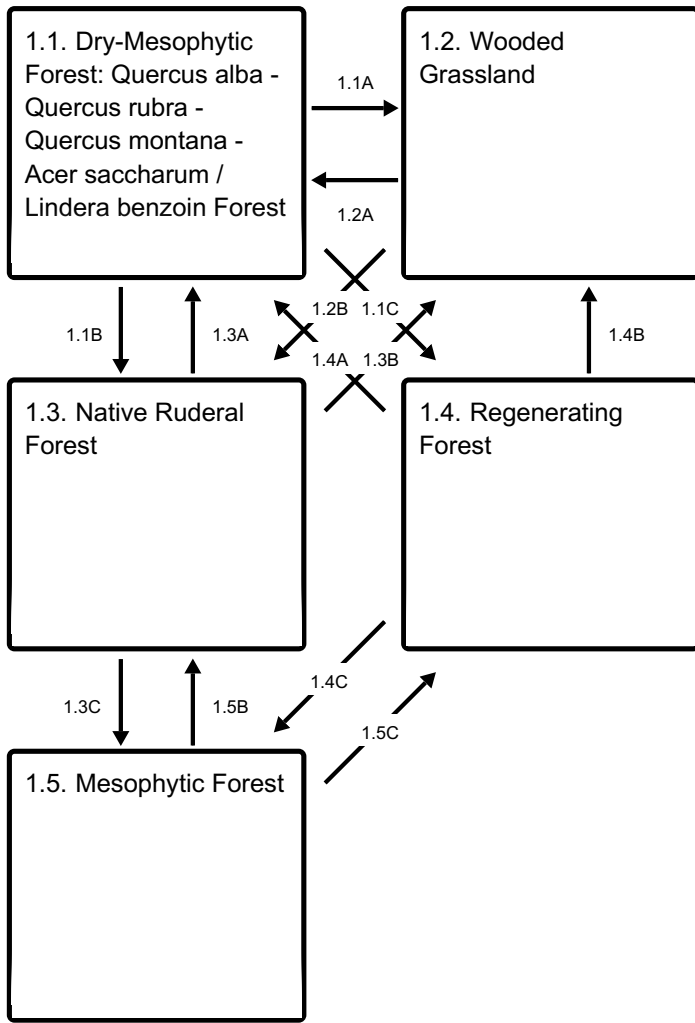 1.1. Dry-Mesophytic
Forest: Quercus alba -
Quercus rubra -
Quercus montana -
Acer saccharum /
Lindera benzoin Forest
1.1A
1.2A
1.2. Wooded
Grassland
1.1B
1.3A
1.2B
1.1C
1.4A
1.3B
1.4B
1.3. Native Ruderal
Forest
1.4. Regenerating
Forest
1.3C
1.5B
1.4C
1.5C
1.5. Mesophytic Forest